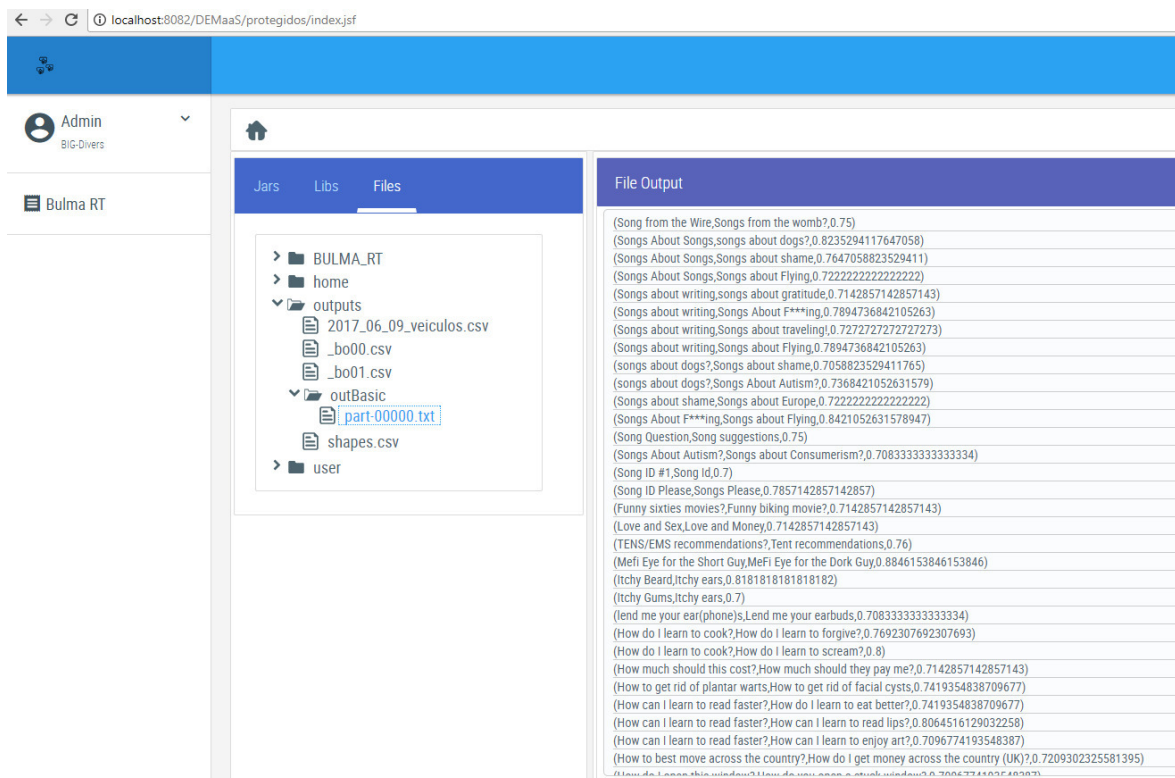 localhost:8082/DEMaaS/protegidos/index.jsf
Admin
BIG-Divers
Bulma RT
Jars Libs Files
BULMA_RT
home
outputs
2017_06_09_veiculos.csv
_bo00.csv
_bo01.csv
outBasic
part-00000.txt
shapes.csv
user
File Output
(Song from the Wire,Songs from the womb?,0.75)
(Songs About Songs,songs about dogs?,0.8235294117647058)
(Songs About Songs,Songs about shame,0.7647058823529411)
(Songs About Songs,Songs about Flying,0.7222222222222222)
(Songs about writing,songs about gratitude,0.7142857142857143)
(Songs about writing,Songs About F***ing,0.7894736842105263)
(Songs about writing,Songs about traveling!,0.7272727272727273)
(Songs about writing,Songs about Flying,0.7894736842105263)
(songs about dogs?,Songs about shame,0.7058823529411765)
(songs about dogs?,Songs About Autism?,0.7368421052631579)
(Songs about shame,Songs about Europe,0.7222222222222222)
(Songs About F***ing,Songs about Flying,0.8421052631578947)
(Song Question,Song suggestions,0.75)
(Songs About Autism?,Songs about Consumerism?,0.7083333333333334)
(Song ID #1,Song Id,0.7)
(Song ID Please,Songs Please,0.7857142857142857)
(Funny sixties movies?,Funny biking movie?,0.7142857142857143)
(Love and Sex,Love and Money,0.7142857142857143)
(TENS/EMS recommendations?,Tent recommendations,0.76)
(Mefi Eye for the Short Guy,MeFi Eye for the Dork Guy,0.8846153846153846)
(Itchy Beard,Itchy ears,0.8181818181818182)
(Itchy Gums,Itchy ears,0.7)
(lend me your ear(phone)s,Lend me your earbuds,0.7083333333333334)
(How do I learn to cook?,How do I learn to forgive?,0.7692307692307693)
(How do I learn to cook?,How do I learn to scream?,0.8)
(How much should this cost?,How much should they pay me?,0.7142857142857143)
(How to get rid of plantar warts,How to get rid of facial cysts,0.7419354838709677)
(How can I learn to read faster?,How do I learn to eat better?,0.7419354838709677)
(How can I learn to read faster?,How can I learn to read lips?,0.8064516129032258)
(How can I learn to read faster?,How can I learn to enjoy art?,0.7096774193548387)
(How to best move across the country?,How do I get money across the country (UK)?,0.7209302325581395)
(How do I open this window?,How do you open a stuck window?,0.7096774193548387)